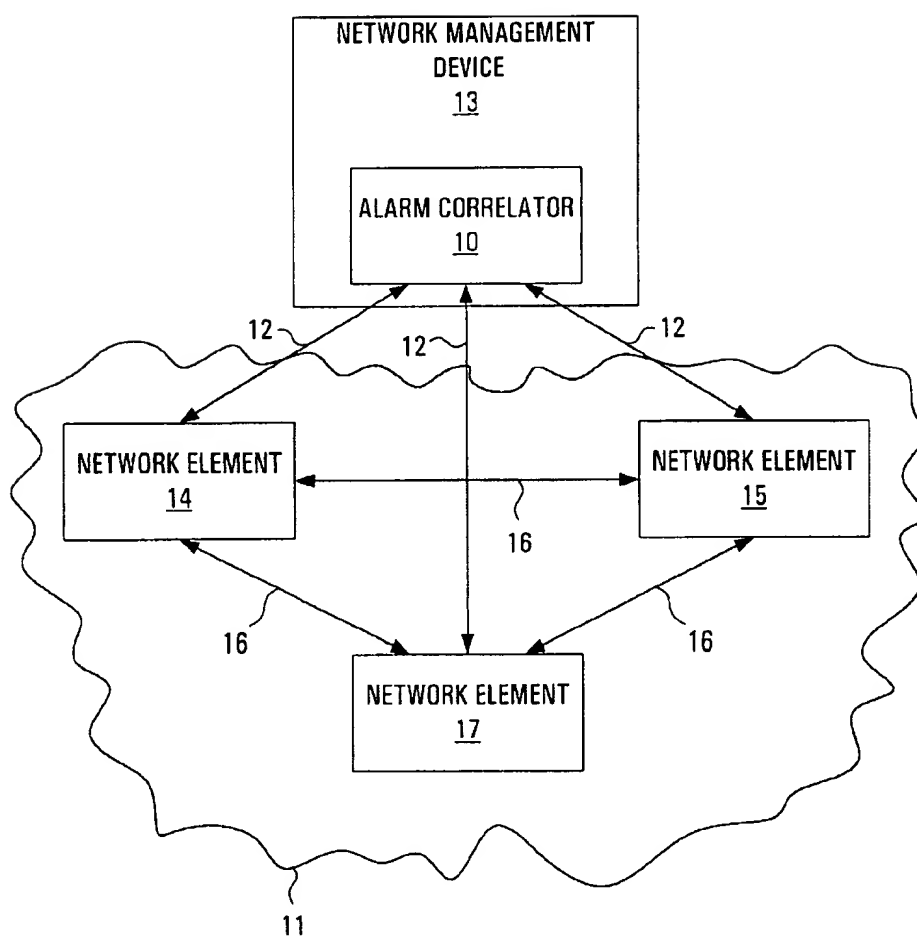 NETWORK MANAGEMENT
DEVICE
13
ALARM CORRELATOR
10
12
12
12
NETWORK ELEMENT
14
NETWORK ELEMENT
15
16
16
16
NETWORK ELEMENT
17
11